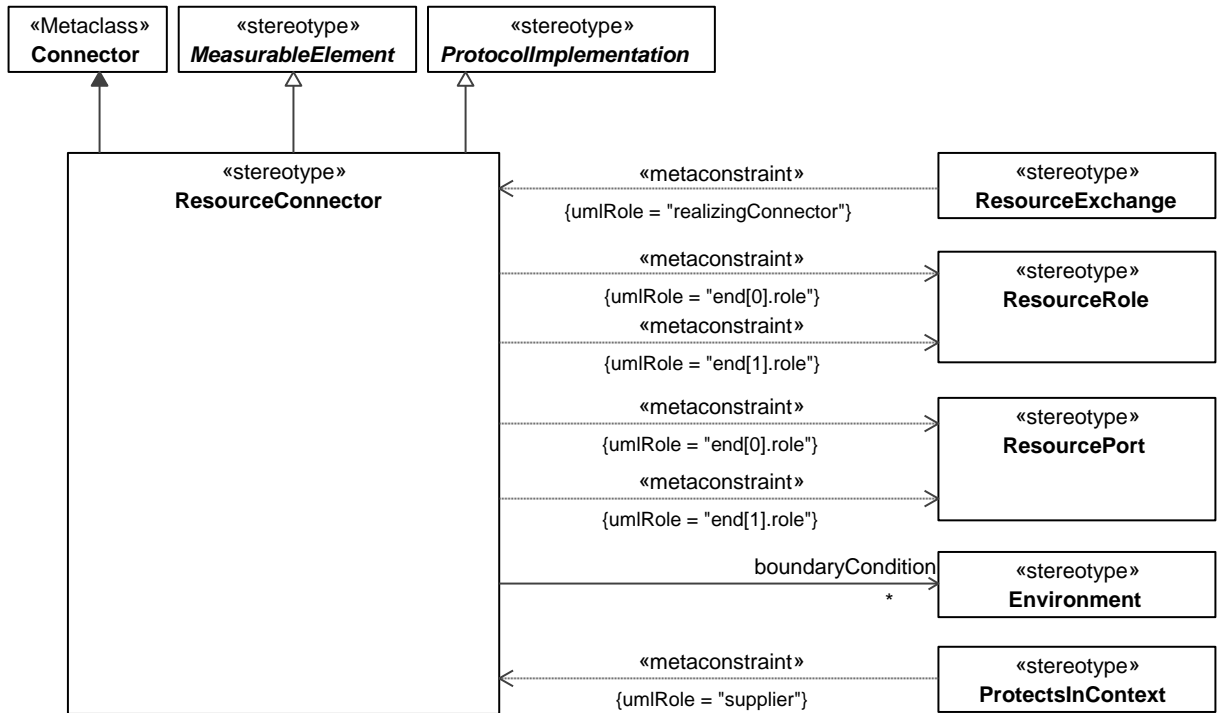 «Metaclass»
Connector
«stereotype»
MeasurableElement
«stereotype»
ProtocolImplementation
«stereotype»
ResourceConnector
«metaconstraint»
{umlRole = "realizingConnector"}
«stereotype»
ResourceExchange
«metaconstraint»
{umlRole = "end[0].role"}
«metaconstraint»
{umlRole = "end[1].role"}
«stereotype»
ResourceRole
«metaconstraint»
{umlRole = "end[0].role"}
«metaconstraint»
{umlRole = "end[1].role"}
«stereotype»
ResourcePort
boundaryCondition
*
«stereotype»
Environment
«metaconstraint»
{umlRole = "supplier"}
«stereotype»
ProtectsInContext